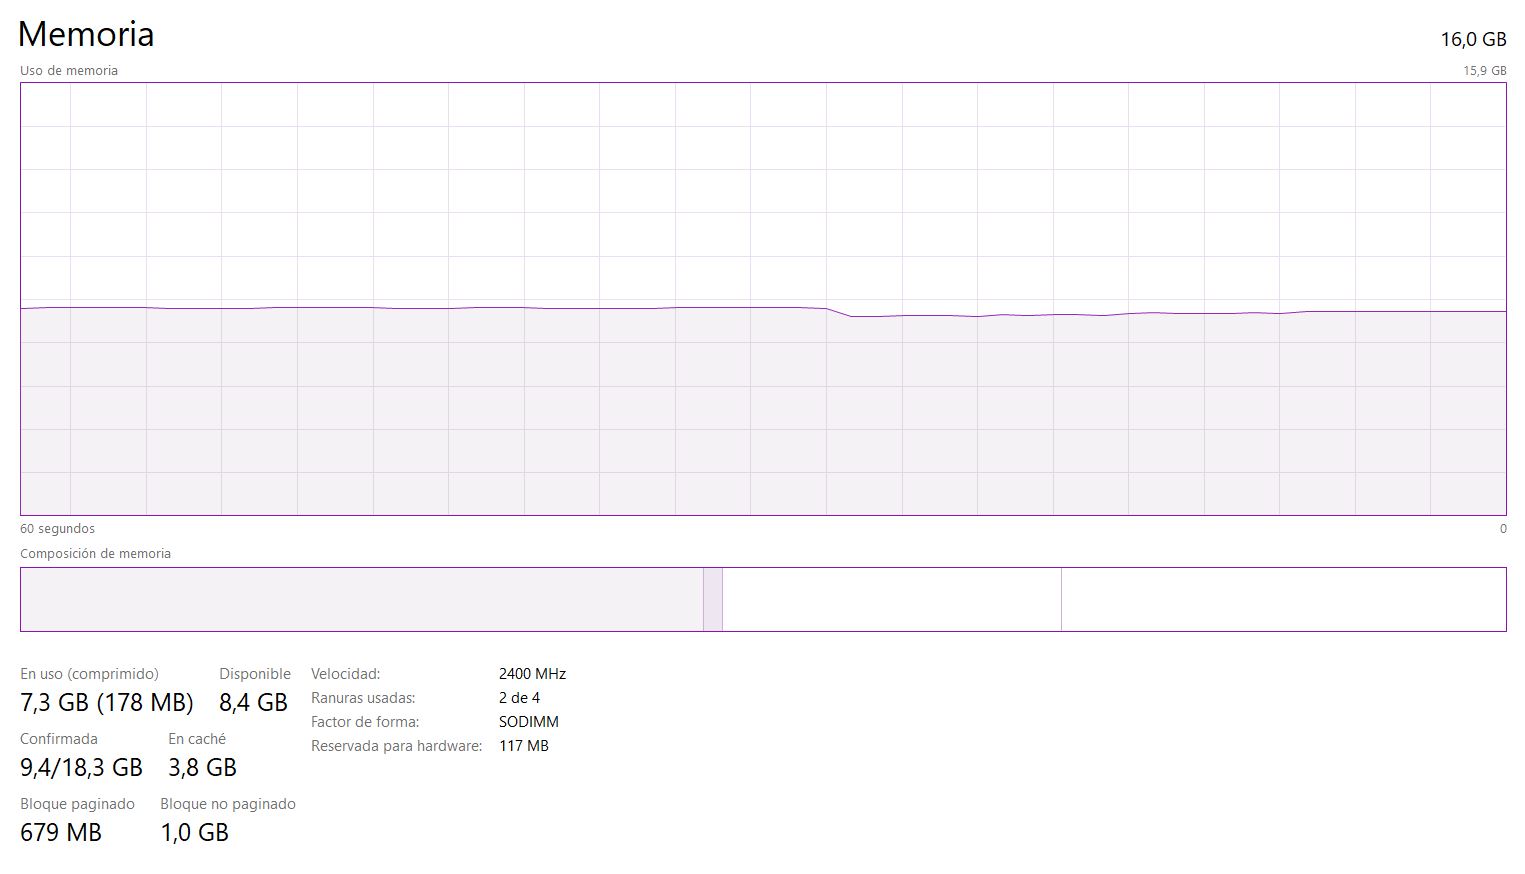 Memoria
16,0 GB
Uso de memoria
15,9 GB
60 segundos
0
Composición de memoria
En uso (comprimido)
7,3 GB (178 MB)
Disponible
8,4 GB
Confirmada
9,4/18,3 GB
En caché
3,8 GB
Bloque paginado
679 MB
Bloque no paginado
1,0 GB
Velocidad: 2400 MHz
Ranuras usadas: 2 de 4
Factor de forma: SODIMM
Reservada para hardware: 117 MB